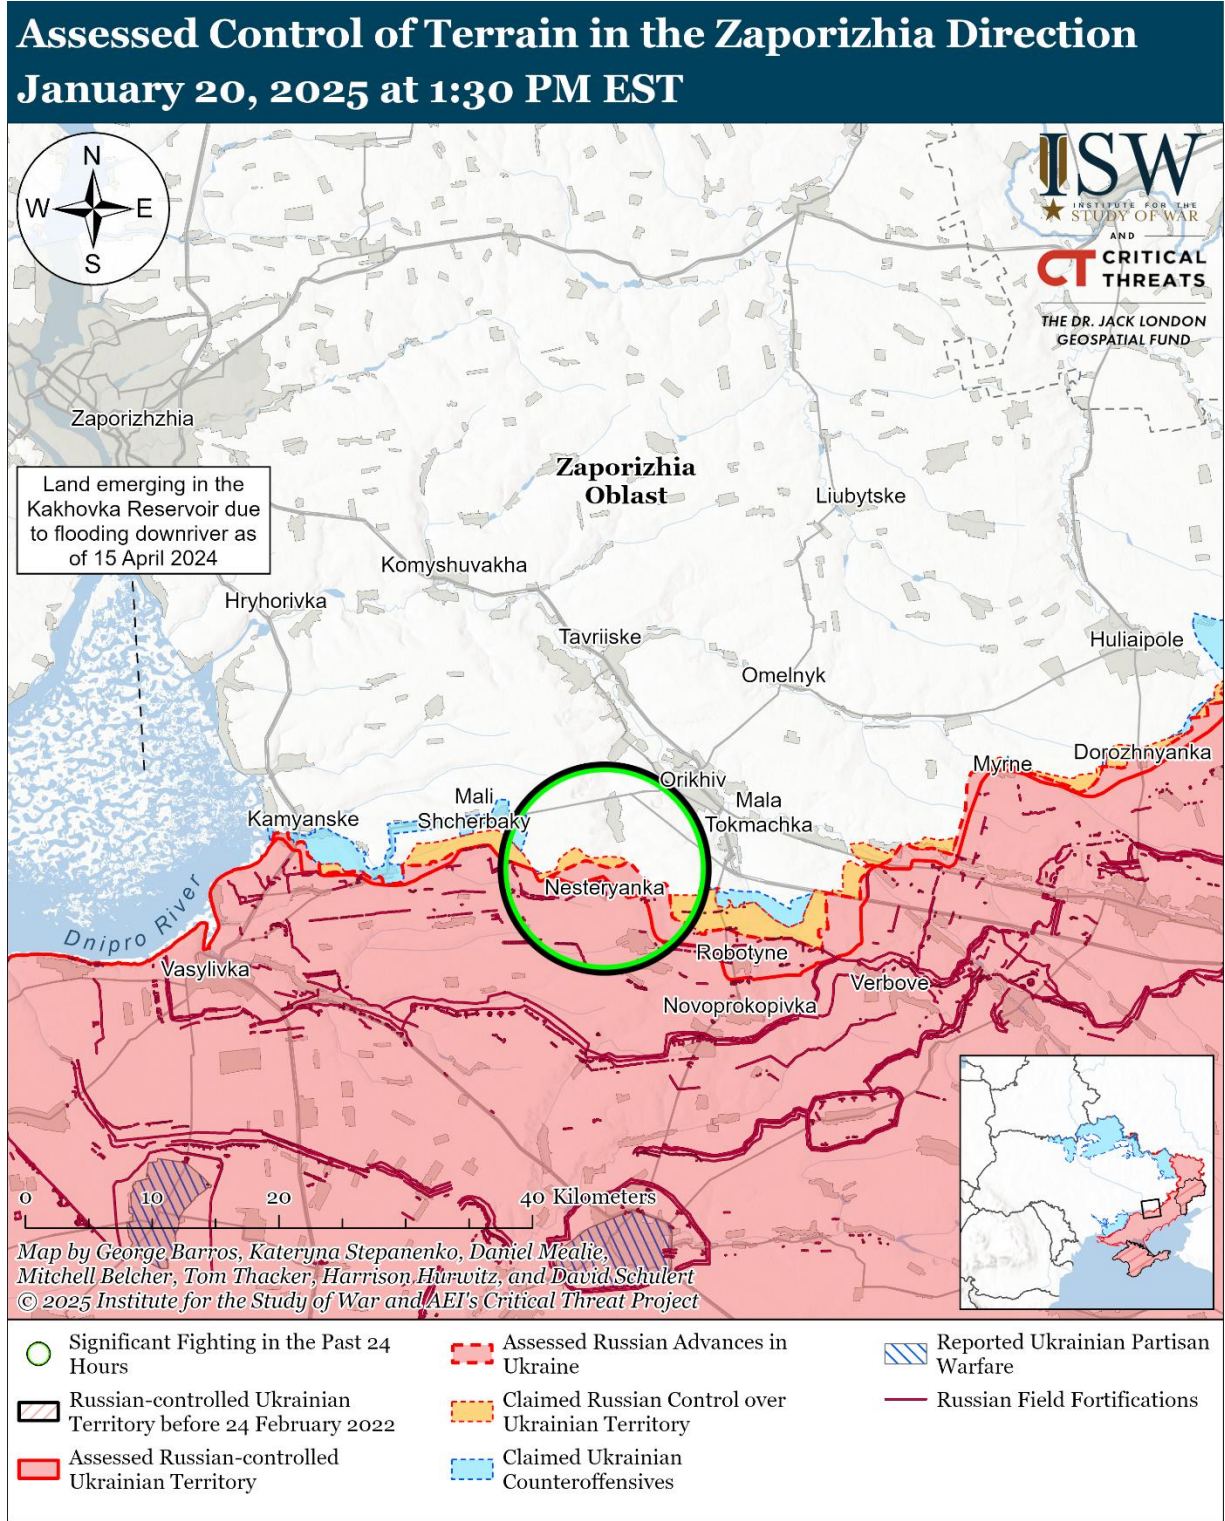 Assessed Control of Terrain in the Zaporizhia Direction
January 20, 2025 at 1:30 PM EST
N
W
E
S
ISW
INSTITUTE FOR THE
STUDY OF WAR
AND
CT CRITICAL
THREATS
THE DR. JACK LONDON
GEOSPATIAL FUND
Zaporizhzhia
Land emerging in the
Kakhovka Reservoir due
to flooding downriver as
of 15 April 2024
Zaporizhia
Oblast
Liubytske
Komyshuvakha
Hryhorivka
Tavriiske
Huliaipole
Omelnyk
Dorozhnyanka
Myrne
Orikhiv
Mali
Shcherbaky
Mala
Tokmachka
Kamyanske
Nesteryanka
Dnipro River
Robotyne
Vasylivka
Verbove
Novoprokopivka
0 10 20 40 Kilometers
Map by George Barros, Kateryna Stepanenko, Daniel Mealie,
Mitchell Belcher, Tom Thacker, Harrison Hurwitz, and David Schulert
© 2025 Institute for the Study of War and AEI's Critical Threat Project
Significant Fighting in the Past 24
Hours
Russian-controlled Ukrainian
Territory before 24 February 2022
Assessed Russian-controlled
Ukrainian Territory
Assessed Russian Advances in
Ukraine
Claimed Russian Control over
Ukrainian Territory
Claimed Ukrainian
Counteroffensives
Reported Ukrainian Partisan
Warfare
Russian Field Fortifications